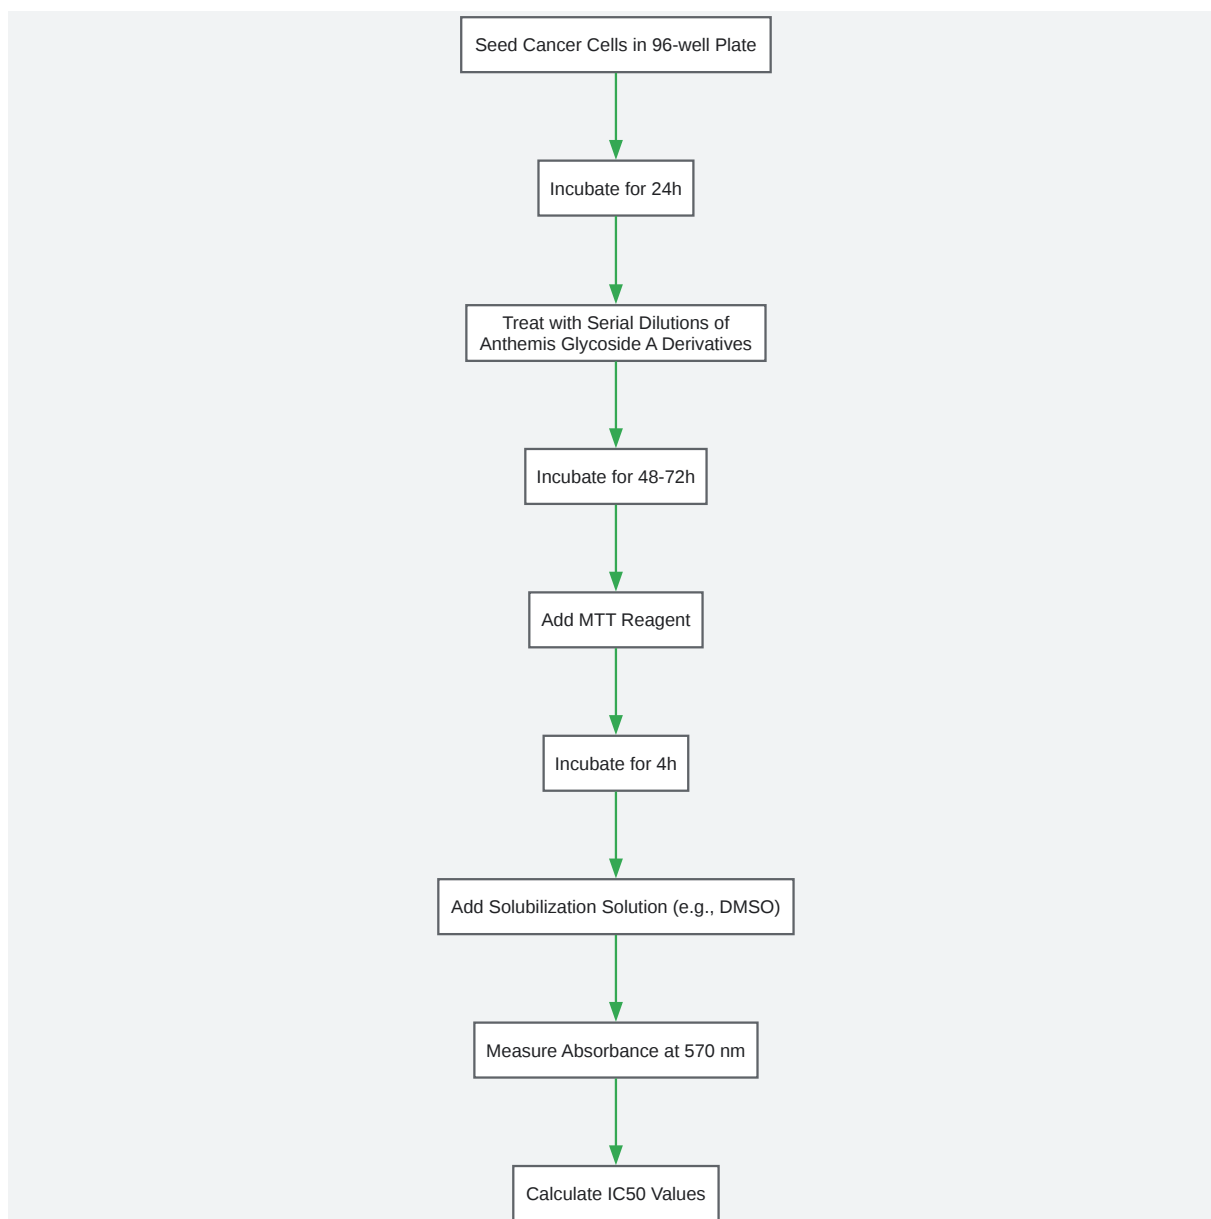 Seed Cancer Cells in 96-well Plate
Incubate for 24h
Treat with Serial Dilutions of
Anthemis Glycoside A Derivatives
Incubate for 48-72h
Add MTT Reagent
Incubate for 4h
Add Solubilization Solution (e.g., DMSO)
Measure Absorbance at 570 nm
Calculate IC50 Values